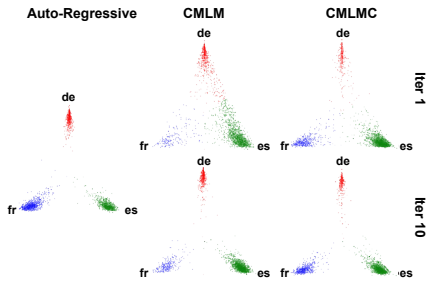 Auto-Regressive CMLM CMLMC
de de
fr es fr es
Iter 1
de
fr es
de de
fr es fr es
Iter 10